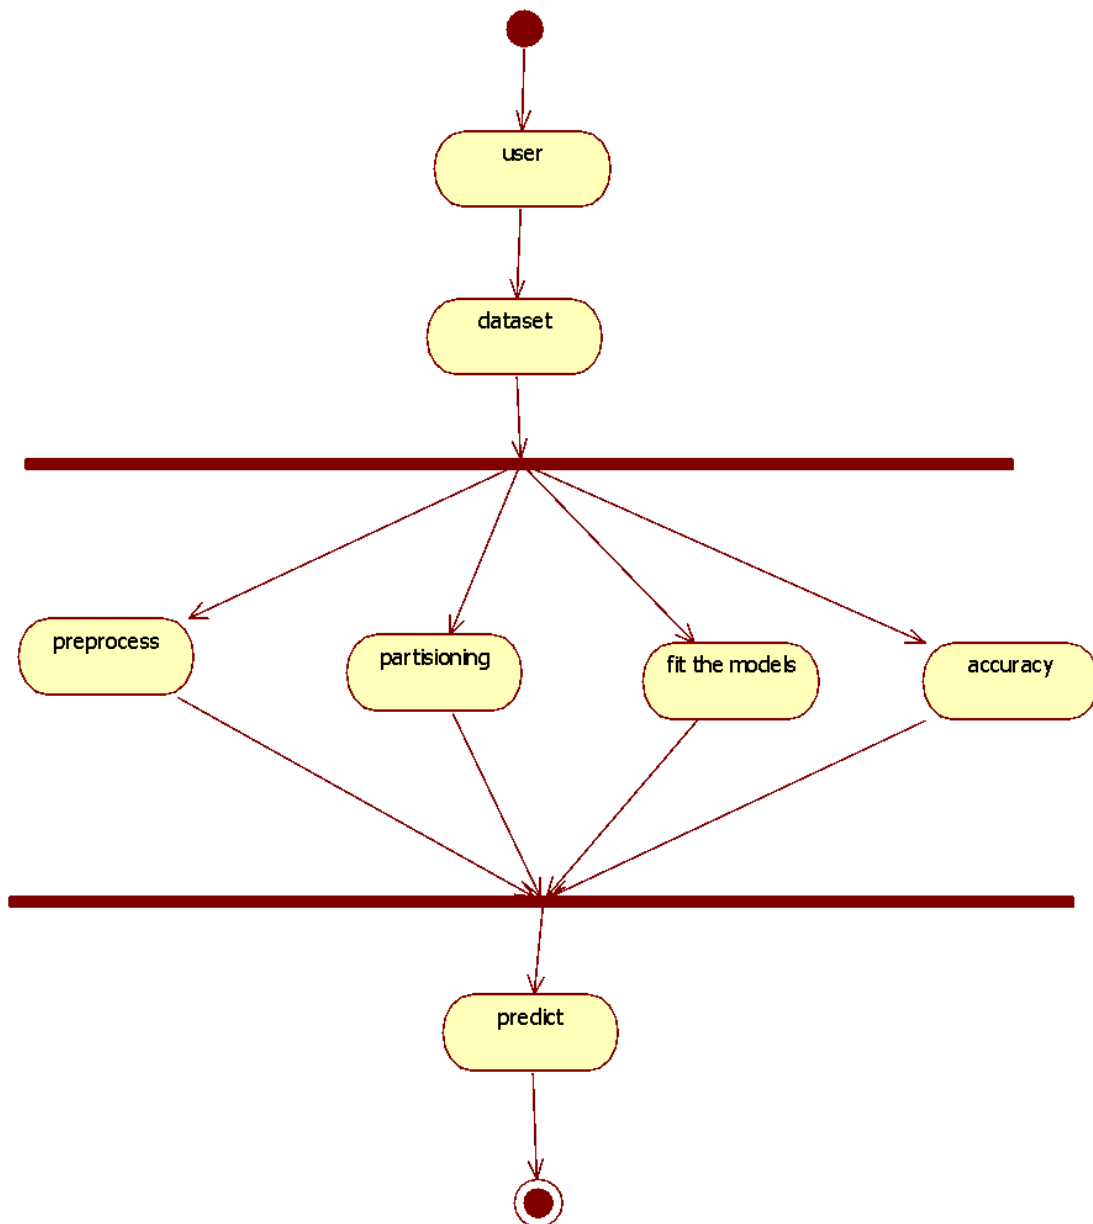 user
dataset
preprocess
partisioning
fit the models
accuracy
predict